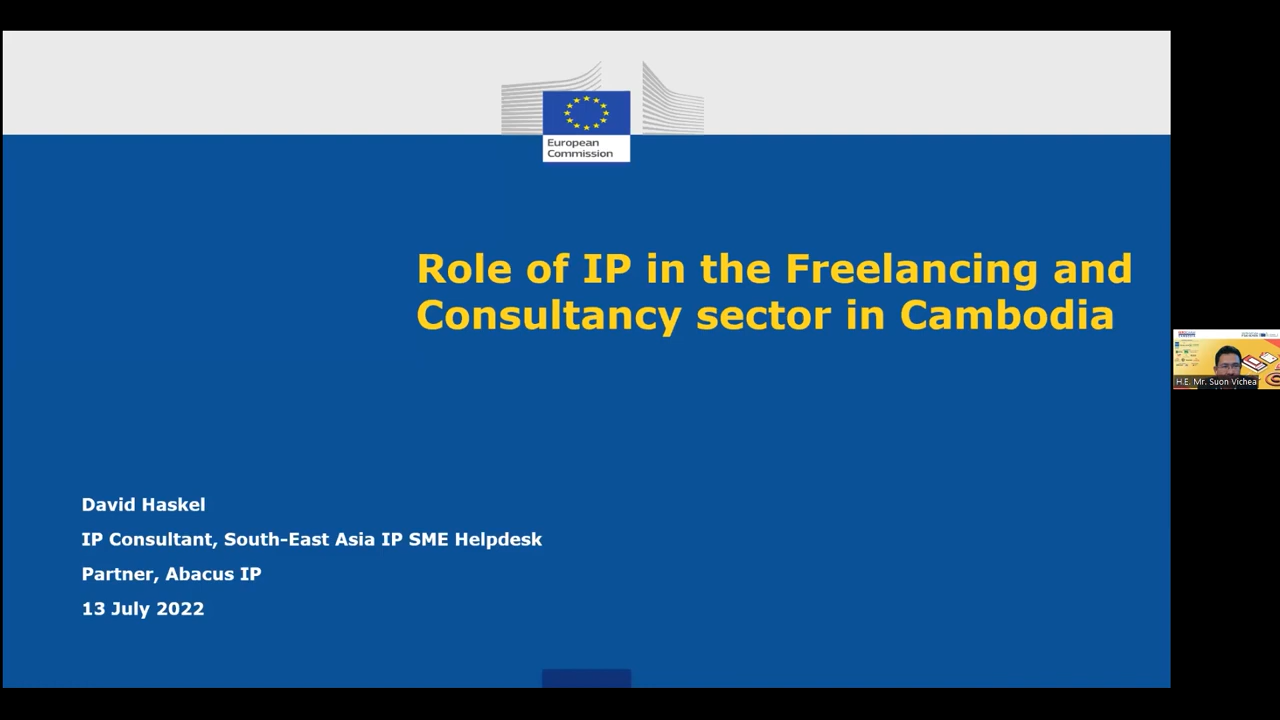 European
Commission
Role of IP in the Freelancing and
Consultancy sector in Cambodia
David Haskel
IP Consultant, South-East Asia IP SME Helpdesk
Partner, Abacus IP
13 July 2022
H.E. Mr. Suon Vichea